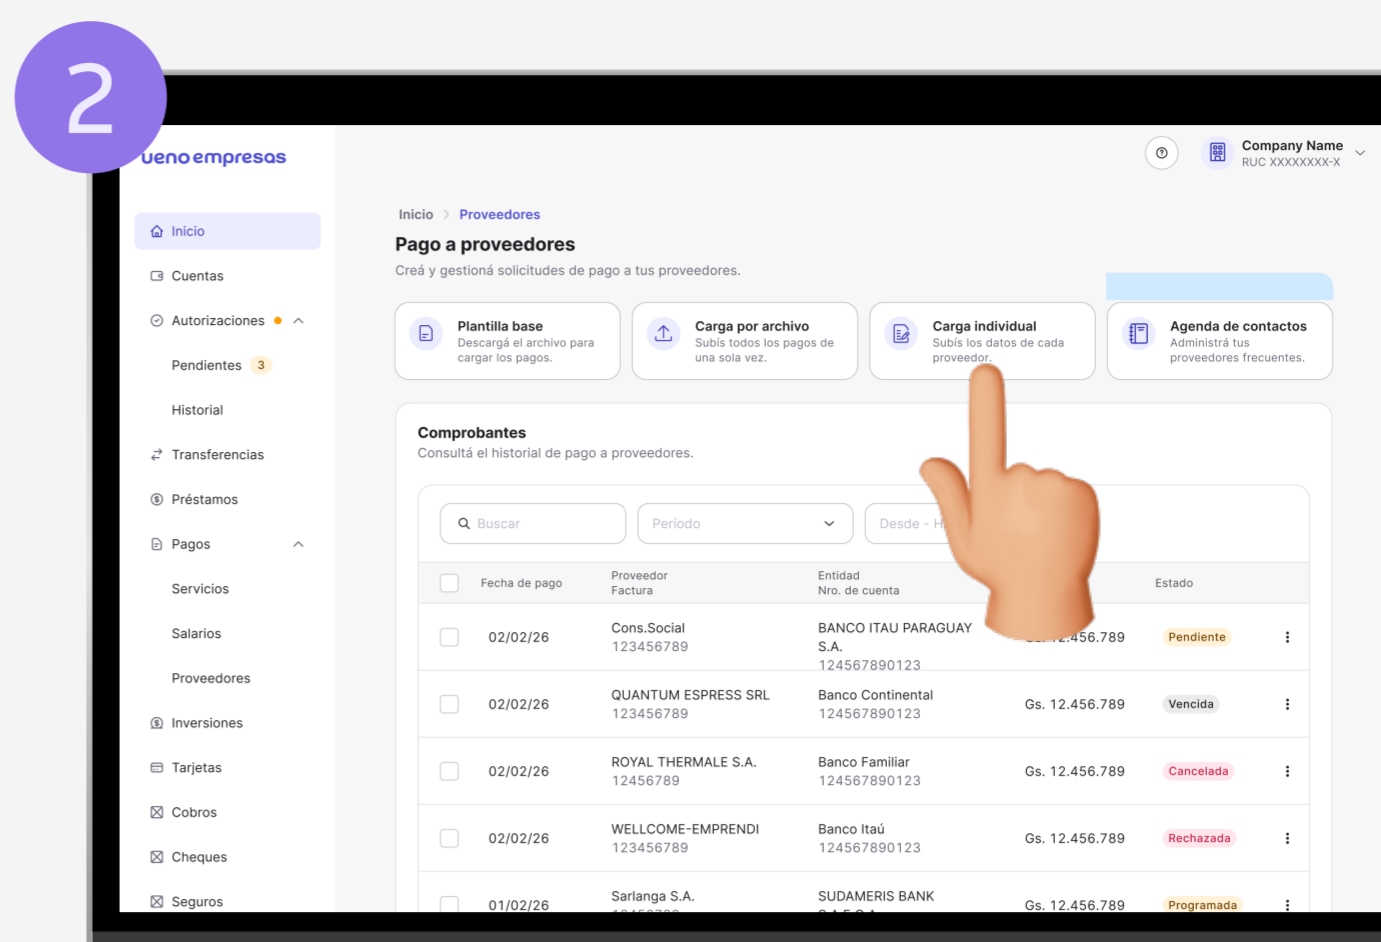 2
ueno empresas
Company Name
RUC XXXXXXXX-X
Inicio
Cuentas
Autorizaciones
Pendientes 3
Historial
Transferencias
Préstamos
Pagos
Servicios
Salarios
Proveedores
Inversiones
Tarjetas
Cobros
Cheques
Seguros
Inicio > Proveedores
Pago a proveedores
Creá y gestioná solicitudes de pago a tus proveedores.
Plantilla base
Descargá el archivo para
cargar los pagos.
Carga por archivo
Subís todos los pagos de
una sola vez.
Carga individual
Subís los datos de cada
proveedor.
Agenda de contactos
Administrá tus
proveedores frecuentes.
Comprobantes
Consultá el historial de pago a proveedores.
Buscar
Período
Desde -
Fecha de pago
Proveedor
Factura
Entidad
Nro. de cuenta
Estado
02/02/26
Cons.Social
123456789
BANCO ITAU PARAGUAY
S.A.
124567890123
12.456.789
Pendiente
02/02/26
QUANTUM ESPRESS SRL
123456789
Banco Continental
124567890123
Gs. 12.456.789
Vencida
02/02/26
ROYAL THERMALE S.A.
12456789
Banco Familiar
124567890123
Gs. 12.456.789
Cancelada
02/02/26
WELLCOME-EMPRENDI
123456789
Banco Itaú
124567890123
Gs. 12.456.789
Rechazada
01/02/26
Sarlanga S.A.
SUDAMERIS BANK
Gs. 12.456.789
Programada